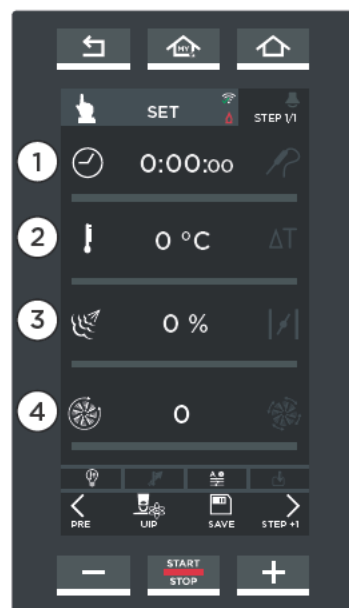 MY
SET
STEP 1/1
1
0:00:00
2
0 °C
ΔT
3
0 %
4
0
PRE
UIP
SAVE
STEP +1
−
START
STOP
+